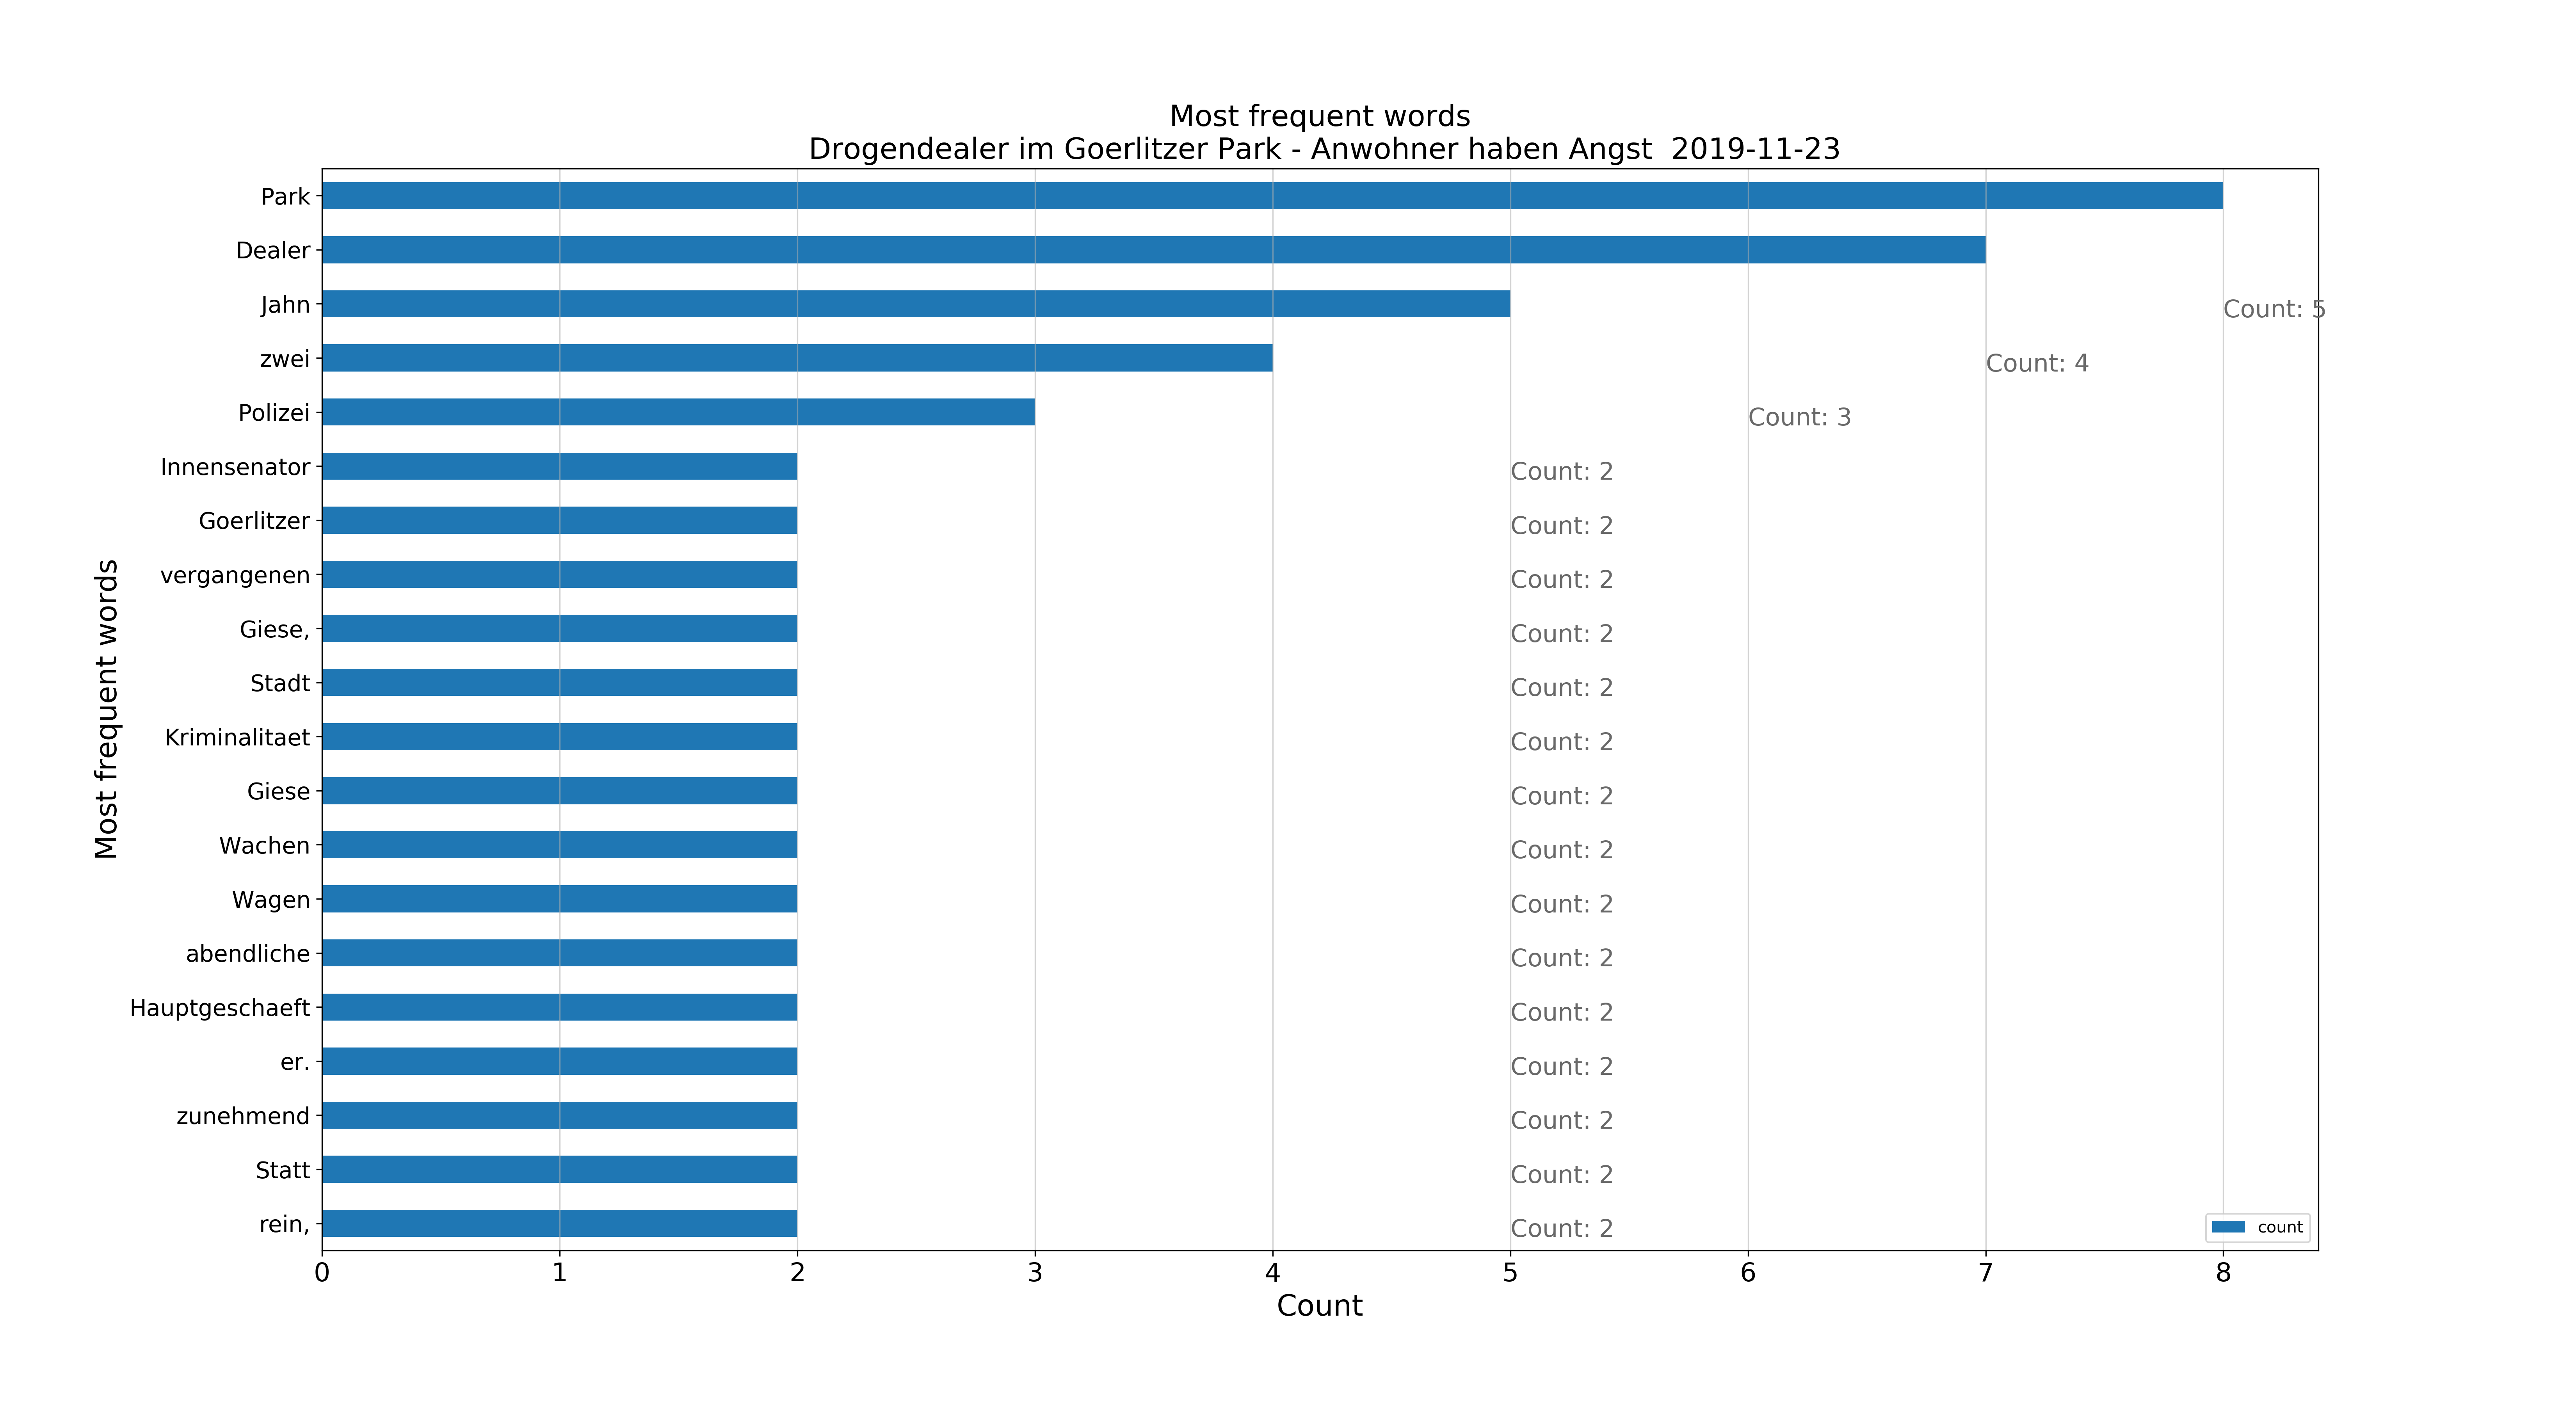 Most frequent words
Drogendealer im Goerlitzer Park - Anwohner haben Angst  2019-11-23
Most frequent words
Park
Dealer
Jahn Count: 5
zwei Count: 4
Polizei Count: 3
Innensenator Count: 2
Goerlitzer Count: 2
vergangenen Count: 2
Giese, Count: 2
Stadt Count: 2
Kriminalitaet Count: 2
Giese Count: 2
Wachen Count: 2
Wagen Count: 2
abendliche Count: 2
Hauptgeschaeft Count: 2
er. Count: 2
zunehmend Count: 2
Statt Count: 2
rein, Count: 2
count
0 1 2 3 4 5 6 7 8
Count